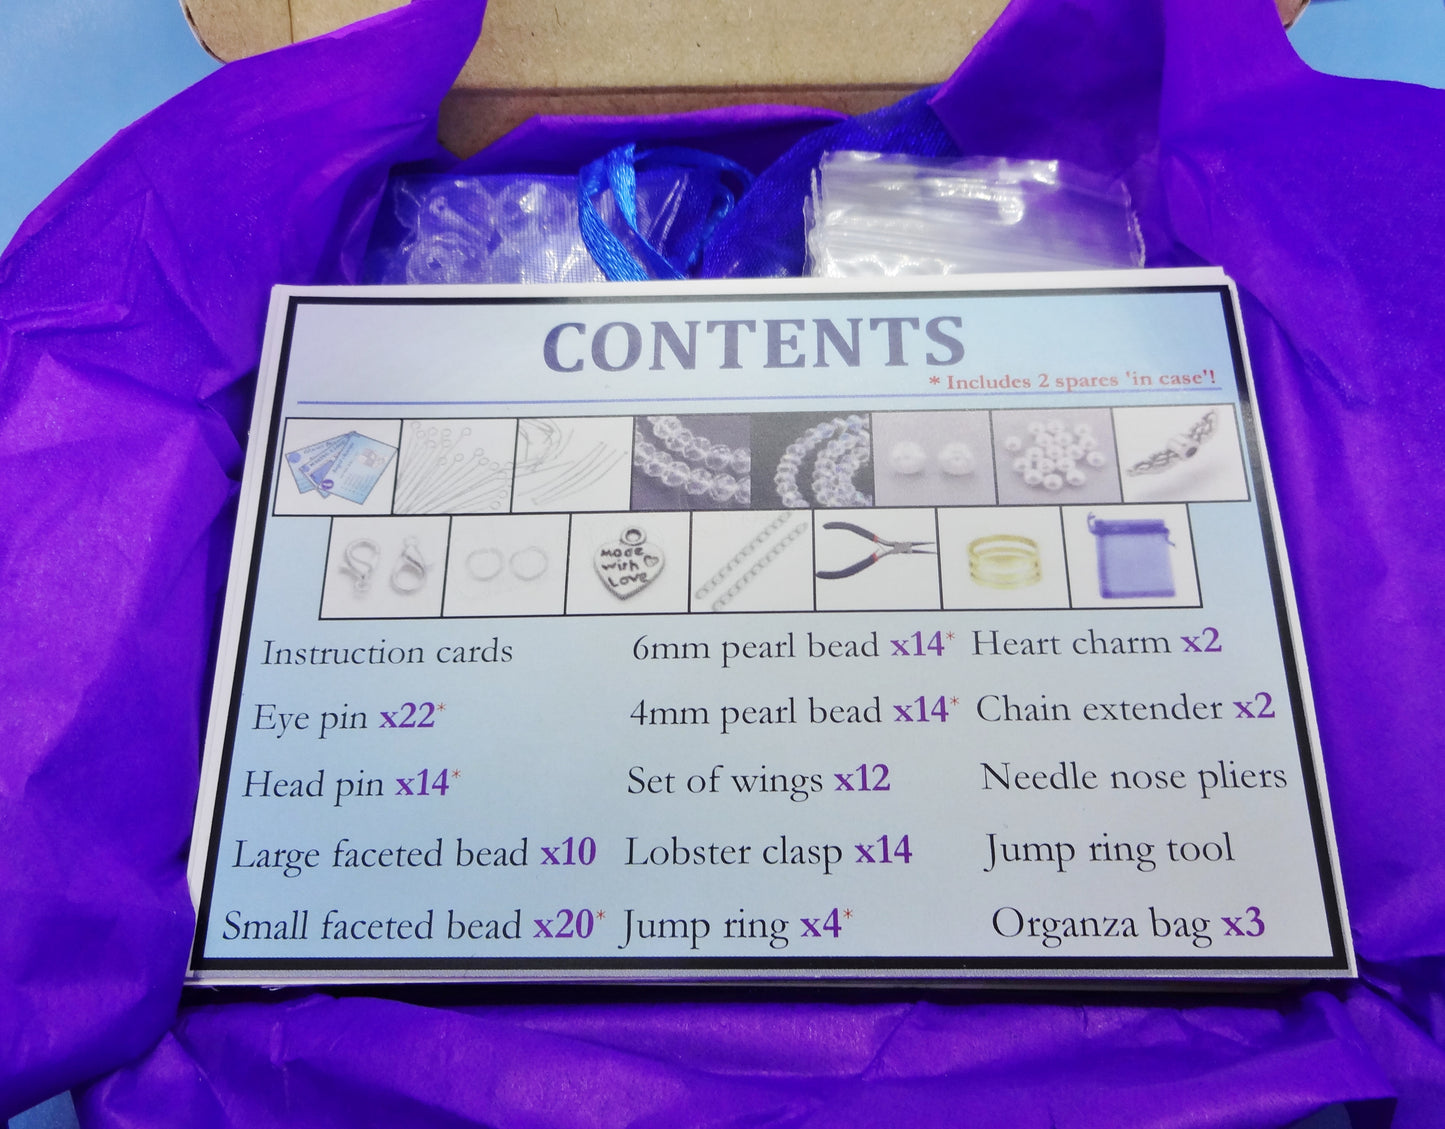 CONTENTS
* Includes 2 spares 'in case'!
made
with
Love
Instruction cards
Eye pin x22*
Head pin x14*
Large faceted bead x10
Small faceted bead x20*
6mm pearl bead x14*
4mm pearl bead x14*
Set of wings x12
Lobster clasp x14
Jump ring x4*
Heart charm x2
Chain extender x2
Needle nose pliers
Jump ring tool
Organza bag x3